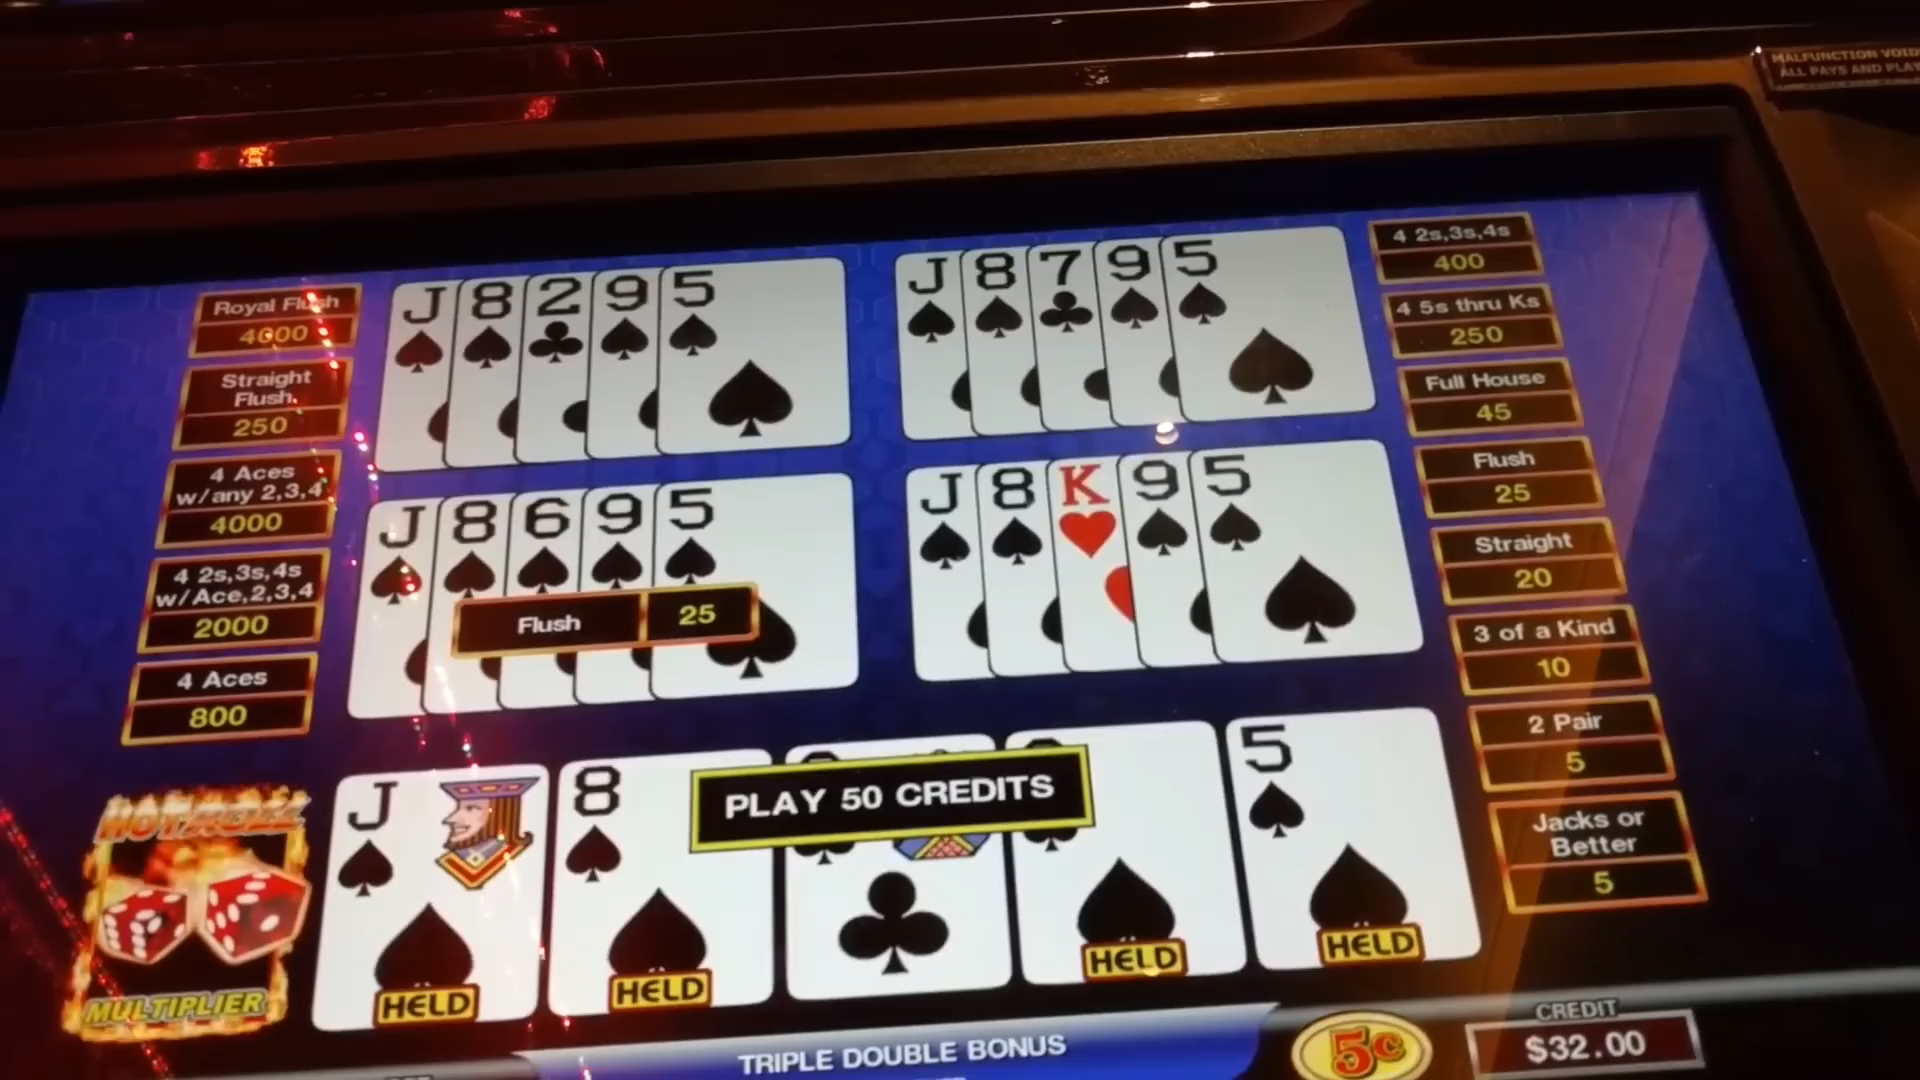 MALFUNCTION VOIDS
ALL PAYS AND PLAY
Royal Flush
4000
Straight
Flush
250
4 Aces
w/any 2,3,4
4000
4 2s,3s,4s
w/Ace,2,3,4
2000
4 Aces
800
J 8 2 9 5
J 8 7 9 5
J 8 6 9 5
Flush 25
J 8 K 9 5
4 2s,3s,4s
400
4 5s thru Ks
250
Full House
45
Flush
25
Straight
20
3 of a Kind
10
2 Pair
5
Jacks or
Better
5
J 8 5
PLAY 50 CREDITS
HELD HELD HELD HELD
HOT ROLL
MULTIPLIER
TRIPLE DOUBLE BONUS
5¢
CREDIT
$32.00